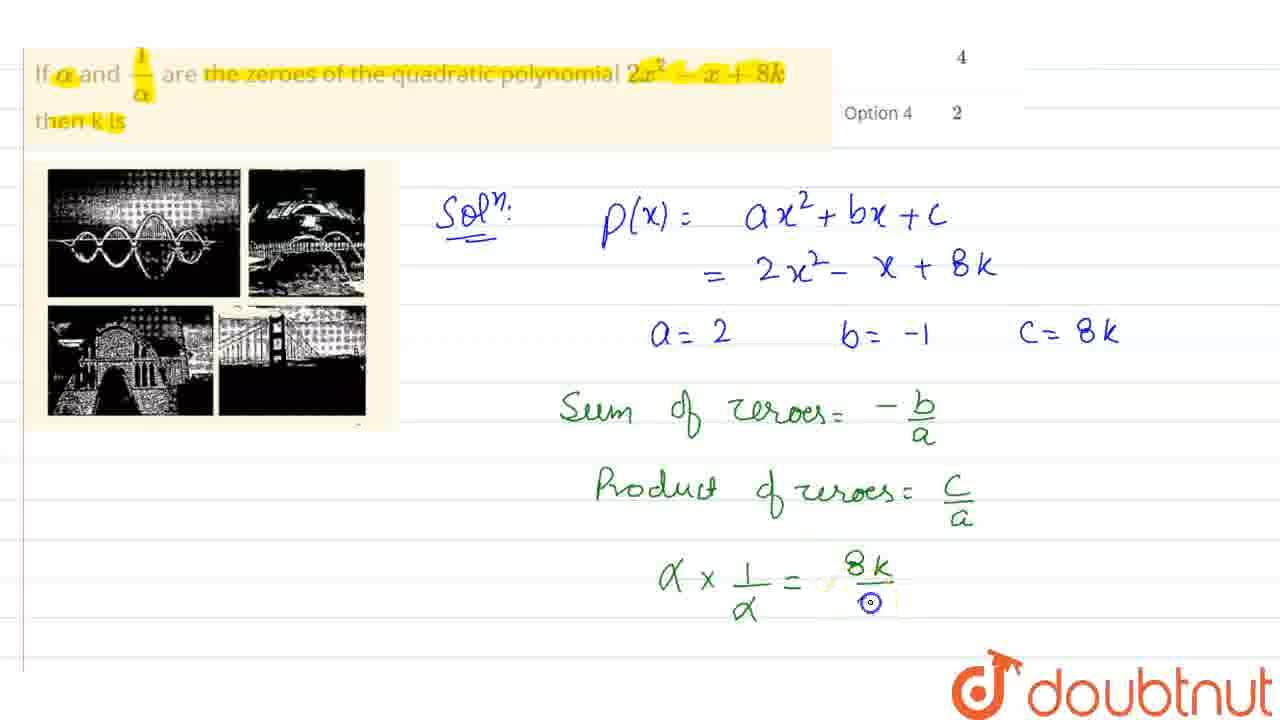 If α and 1/α are the zeroes of the quadratic polynomial 2x² − x + 8k
then k is
4
Option 4 2
Solⁿ:
p(x) = ax² + bx + c
= 2x² − x + 8k
a = 2 b = −1 c = 8k
Sum of zeroes = −b/a
Product of zeroes = c/a
α × 1/α = 8k
doubtnut